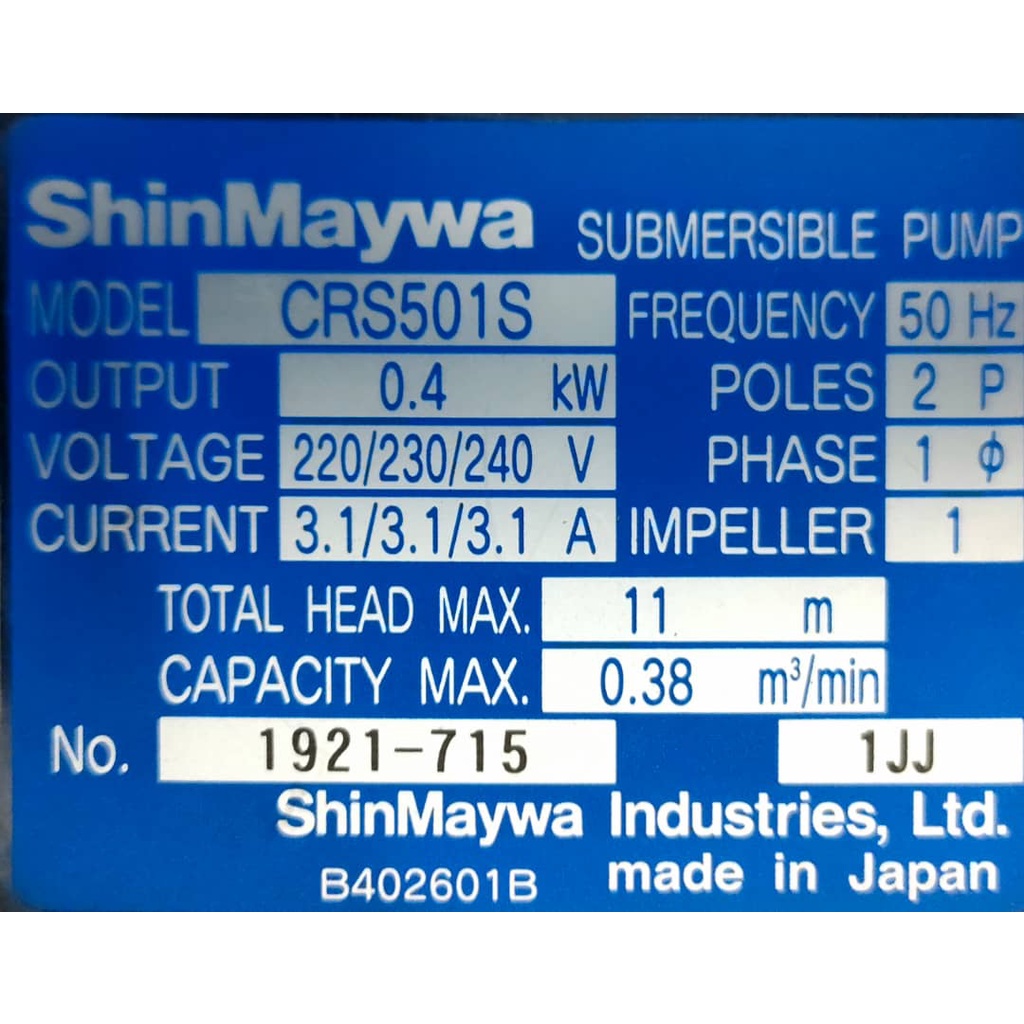 ShinMaywa SUBMERSIBLE PUMP
MODEL CRS501S FREQUENCY 50 Hz
OUTPUT 0.4 kW POLES 2 P
VOLTAGE 220/230/240 V PHASE 1 ϕ
CURRENT 3.1/3.1/3.1 A IMPELLER 1
TOTAL HEAD MAX. 11 m
CAPACITY MAX. 0.38 m³/min
No. 1921-715 1JJ
ShinMaywa Industries, Ltd.
B402601B made in Japan